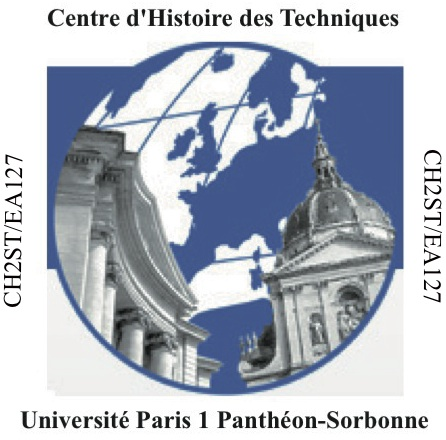 Centre d'Histoire des Techniques
CH2ST/EA127
CH2ST/EA127
Université Paris 1 Panthéon-Sorbonne